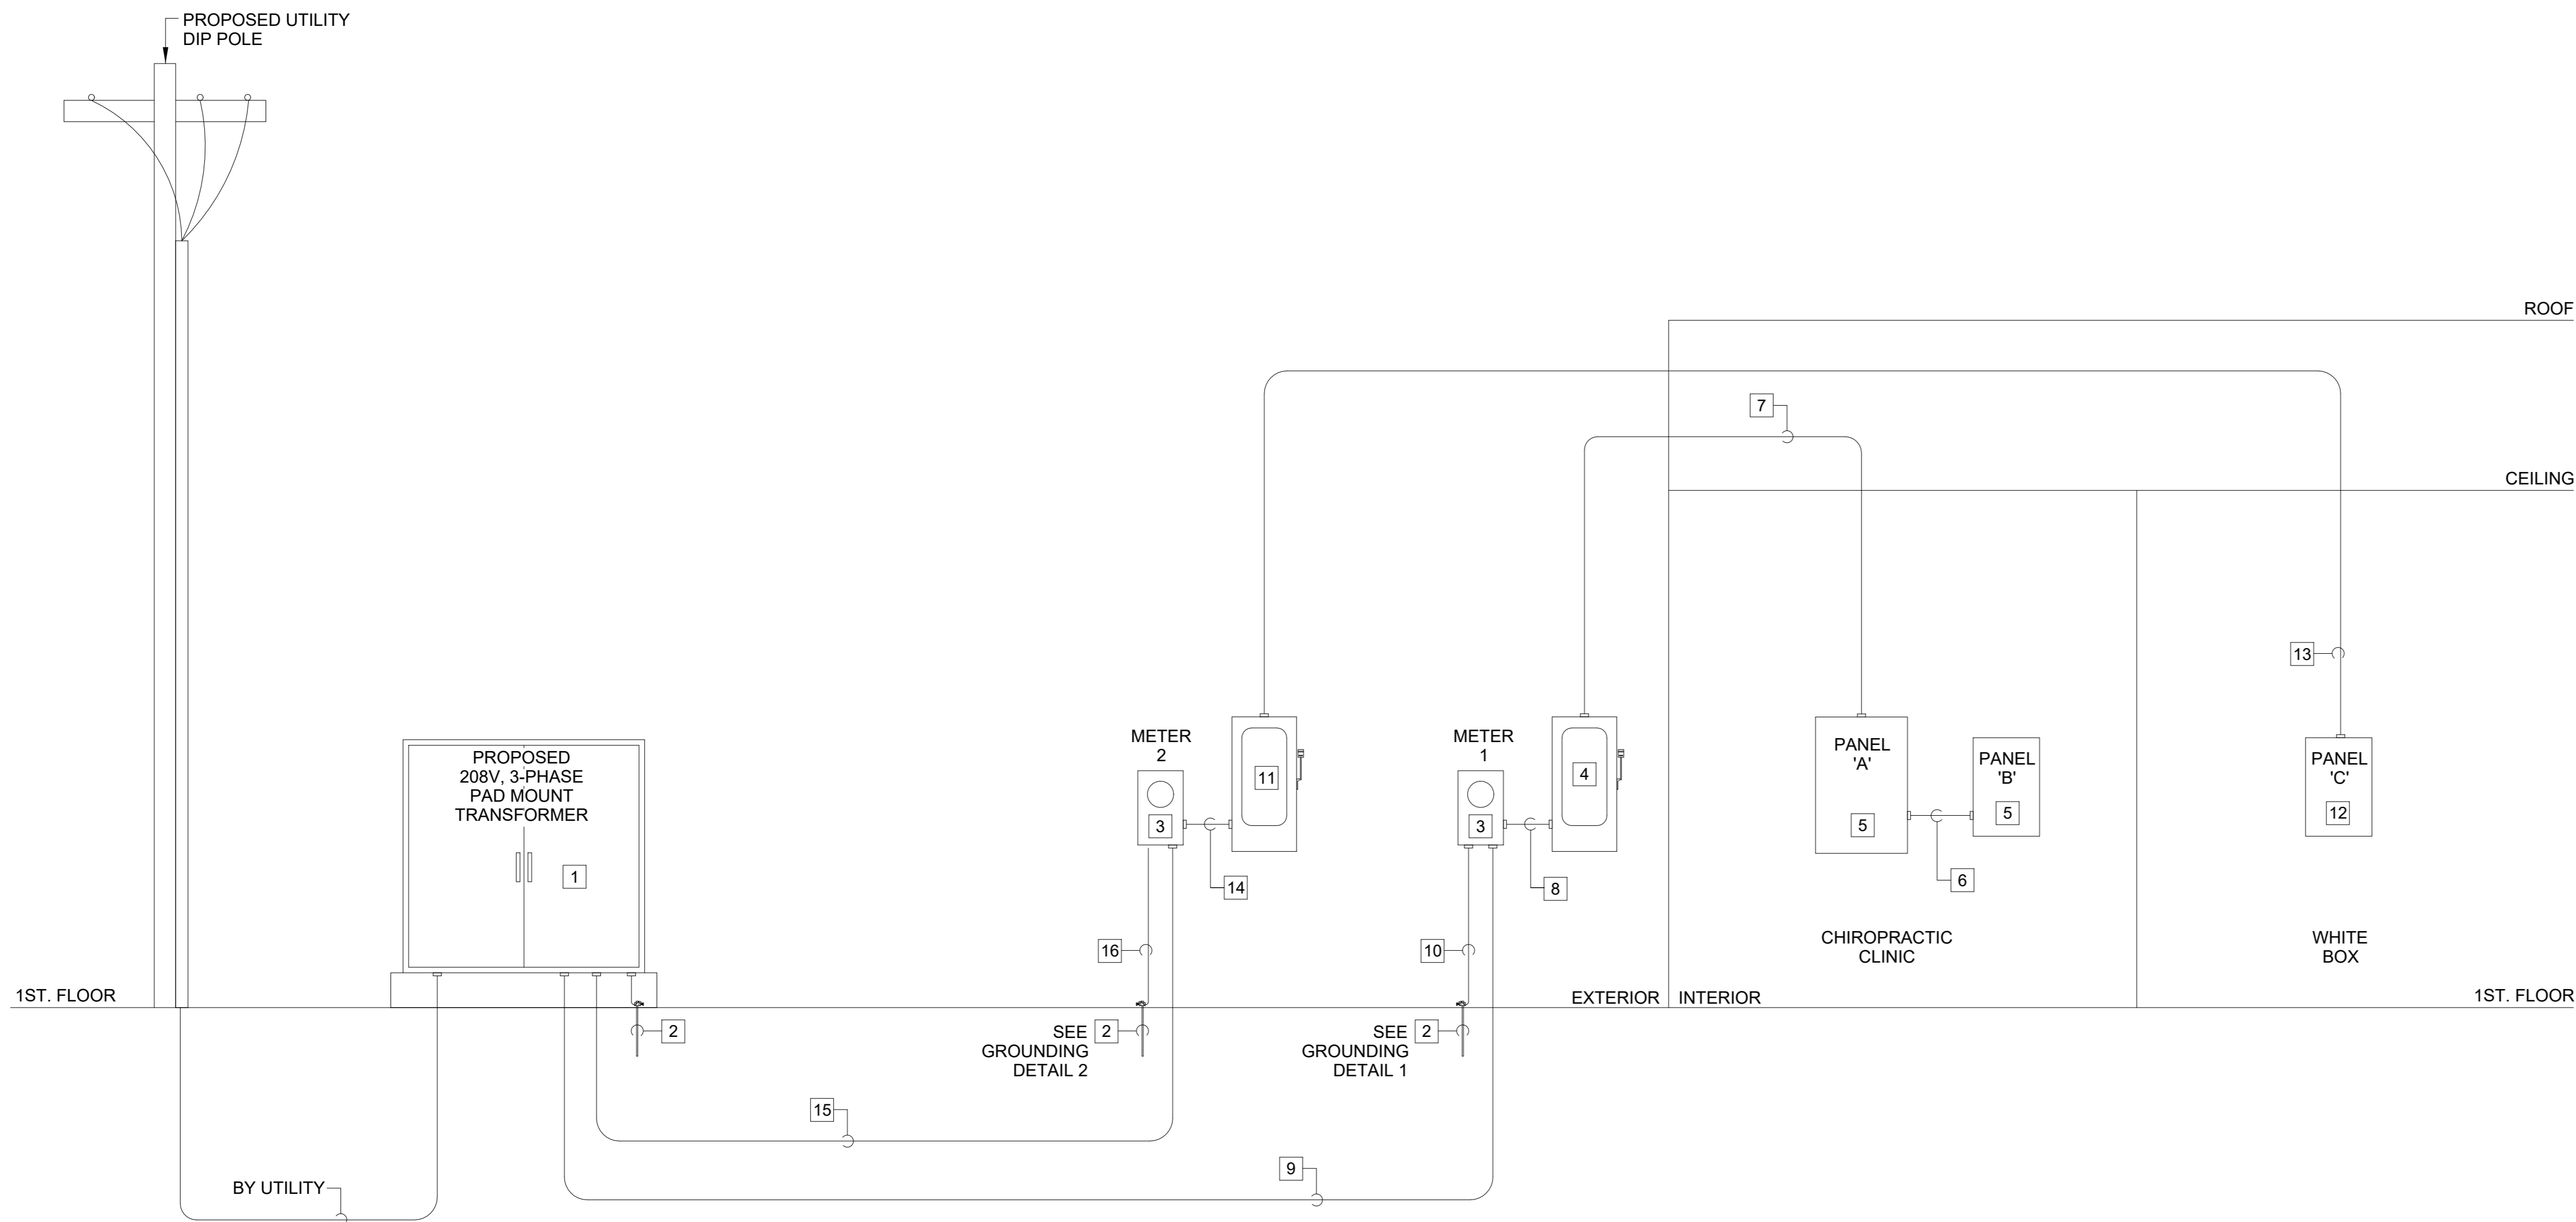 PROPOSED UTILITY
DIP POLE
ROOF
7
CEILING
13
METER
2
METER
1
PANEL
'A'
PANEL
'B'
PANEL
'C'
PROPOSED
208V, 3-PHASE
PAD MOUNT
TRANSFORMER
11
4
3
3
5
5
12
1
14
8
6
16
10
CHIROPRACTIC
CLINIC
WHITE
BOX
1ST. FLOOR
EXTERIOR
INTERIOR
1ST. FLOOR
2
SEE
GROUNDING
DETAIL 2
2
SEE
GROUNDING
DETAIL 1
2
15
9
BY UTILITY